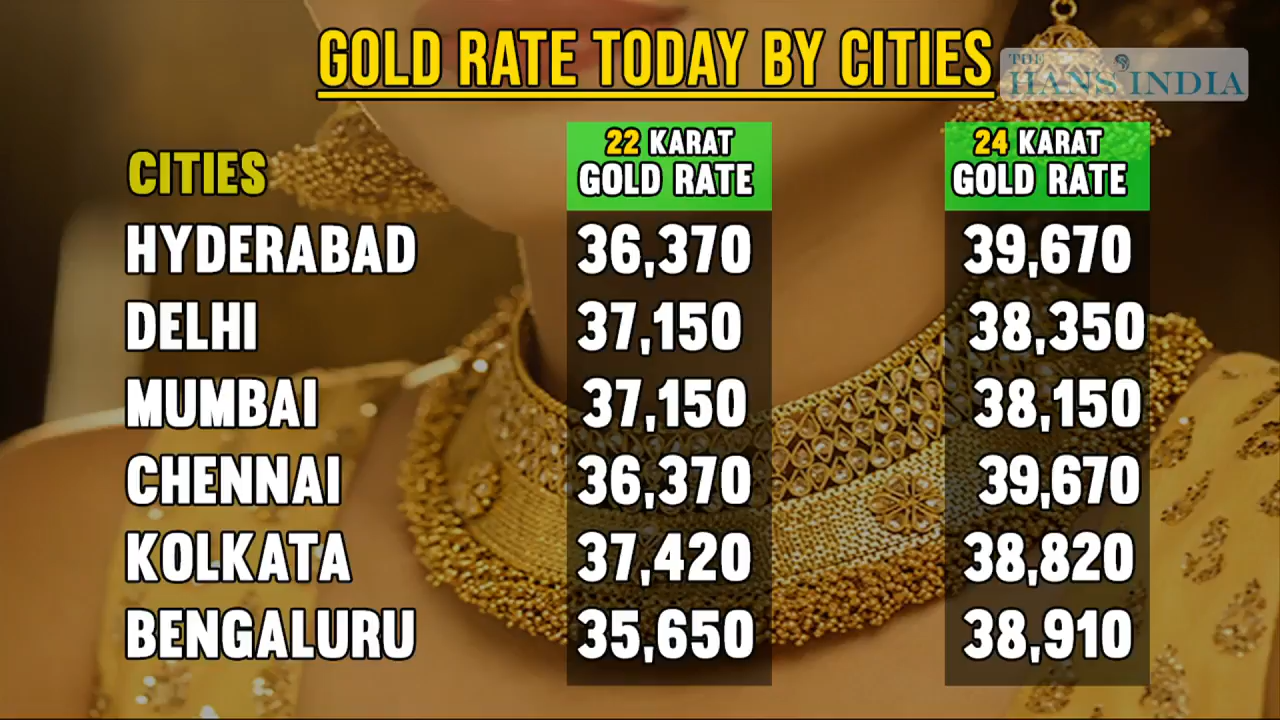 GOLD RATE TODAY BY CITIES
THE
HANS INDIA
CITIES
22 KARAT
GOLD RATE
24 KARAT
GOLD RATE
HYDERABAD 36,370 39,670
DELHI 37,150 38,350
MUMBAI 37,150 38,150
CHENNAI 36,370 39,670
KOLKATA 37,420 38,820
BENGALURU 35,650 38,910